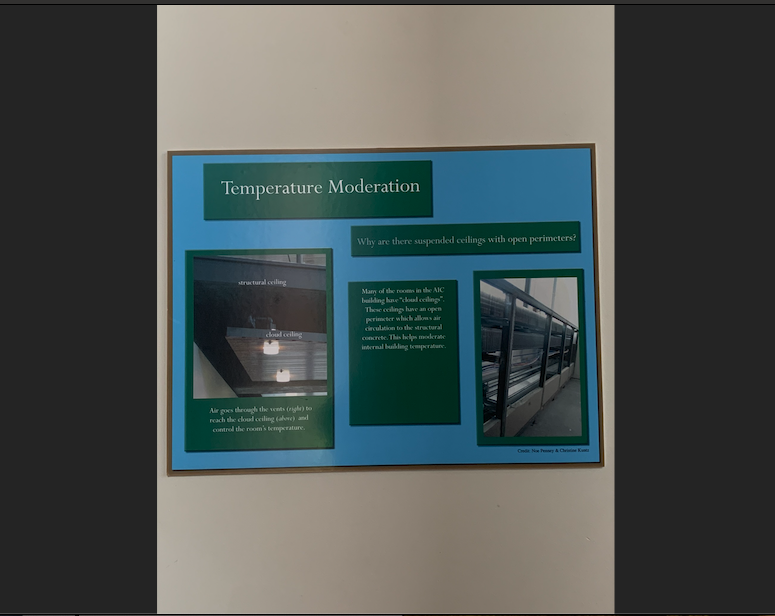 Temperature Moderation
Why are there suspended ceilings with open perimeters?
structural ceiling
cloud ceiling
Air goes through the vents (right) to
reach the cloud ceiling (above) and
control the room's temperature.
Many of the rooms in the AIC
building have "cloud ceilings".
These ceilings have an open
perimeter which allows air
circulation to the structural
concrete. This helps moderate
internal building temperature.
Credit: & Christine